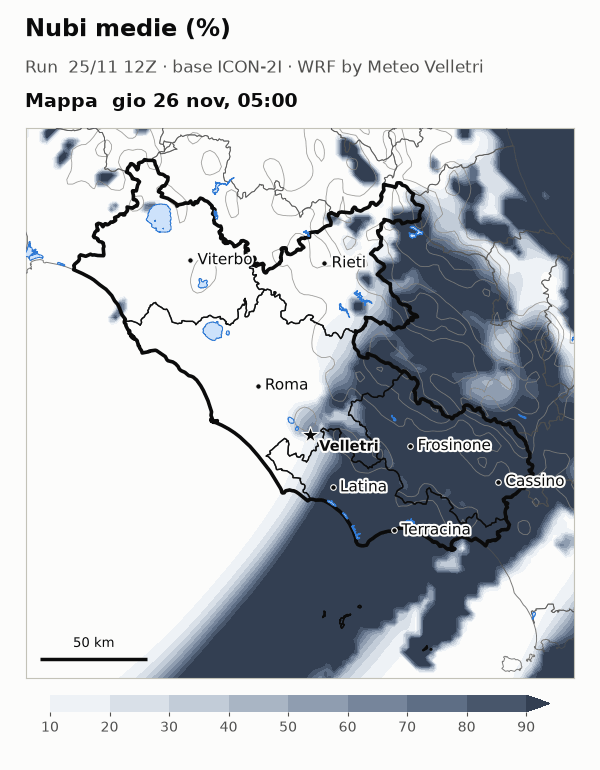 Nubi medie (%)
Run 25/11 12Z · base ICON-2I · WRF by Meteo Velletri
Mappa gio 26 nov, 05:00
Viterbo
Rieti
Roma
Velletri
Frosinone
Latina
Cassino
Terracina
50 km
10 20 30 40 50 60 70 80 90